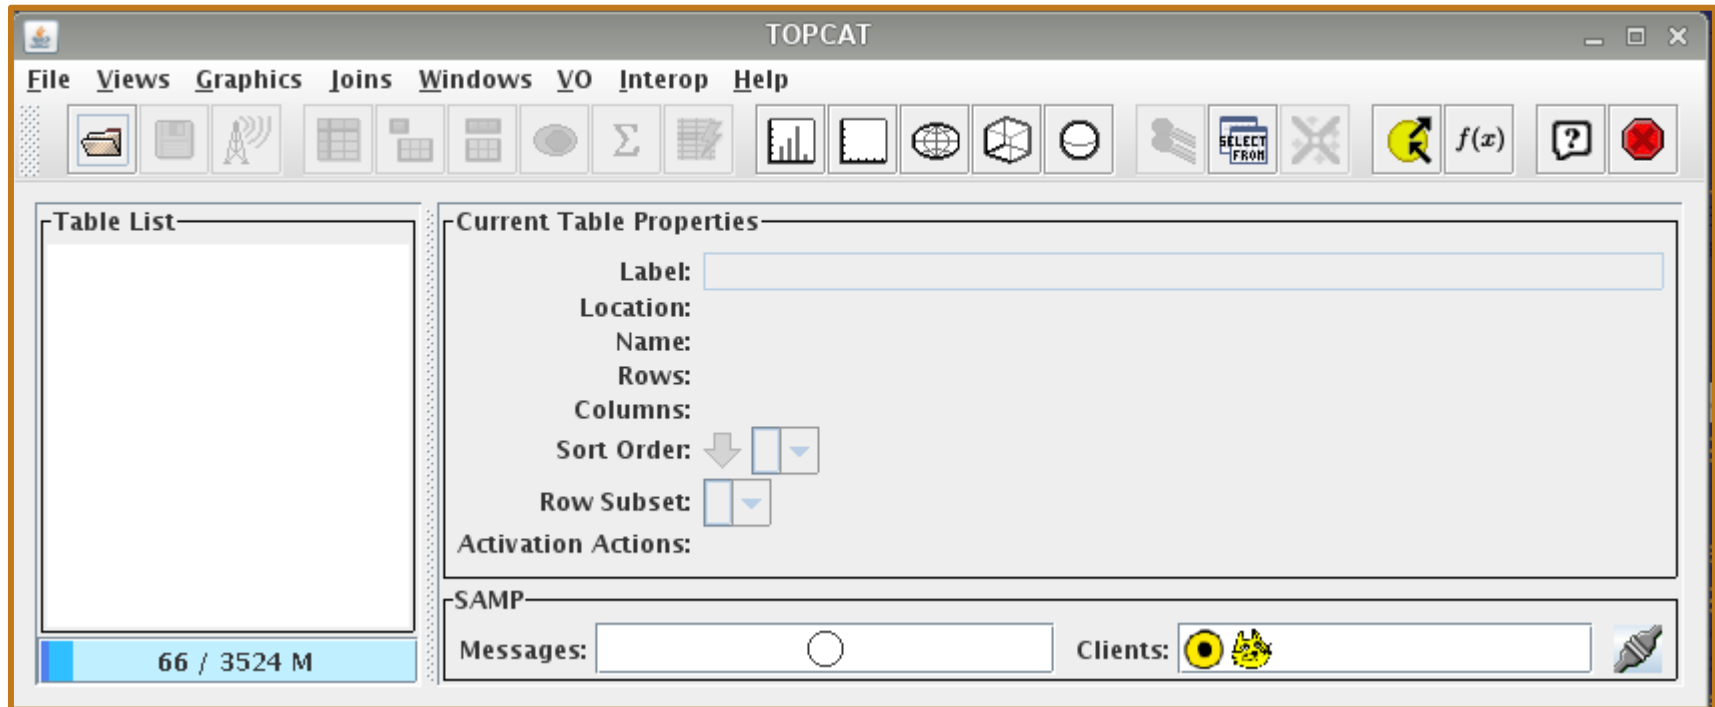 TOPCAT
File Views Graphics Joins Windows VO Interop Help
Σ SELECT FROM f(x) ?
Table List
Current Table Properties
Label:
Location:
Name:
Rows:
Columns:
Sort Order:
Row Subset:
Activation Actions:
SAMP
Messages: Clients:
66 / 3524 M